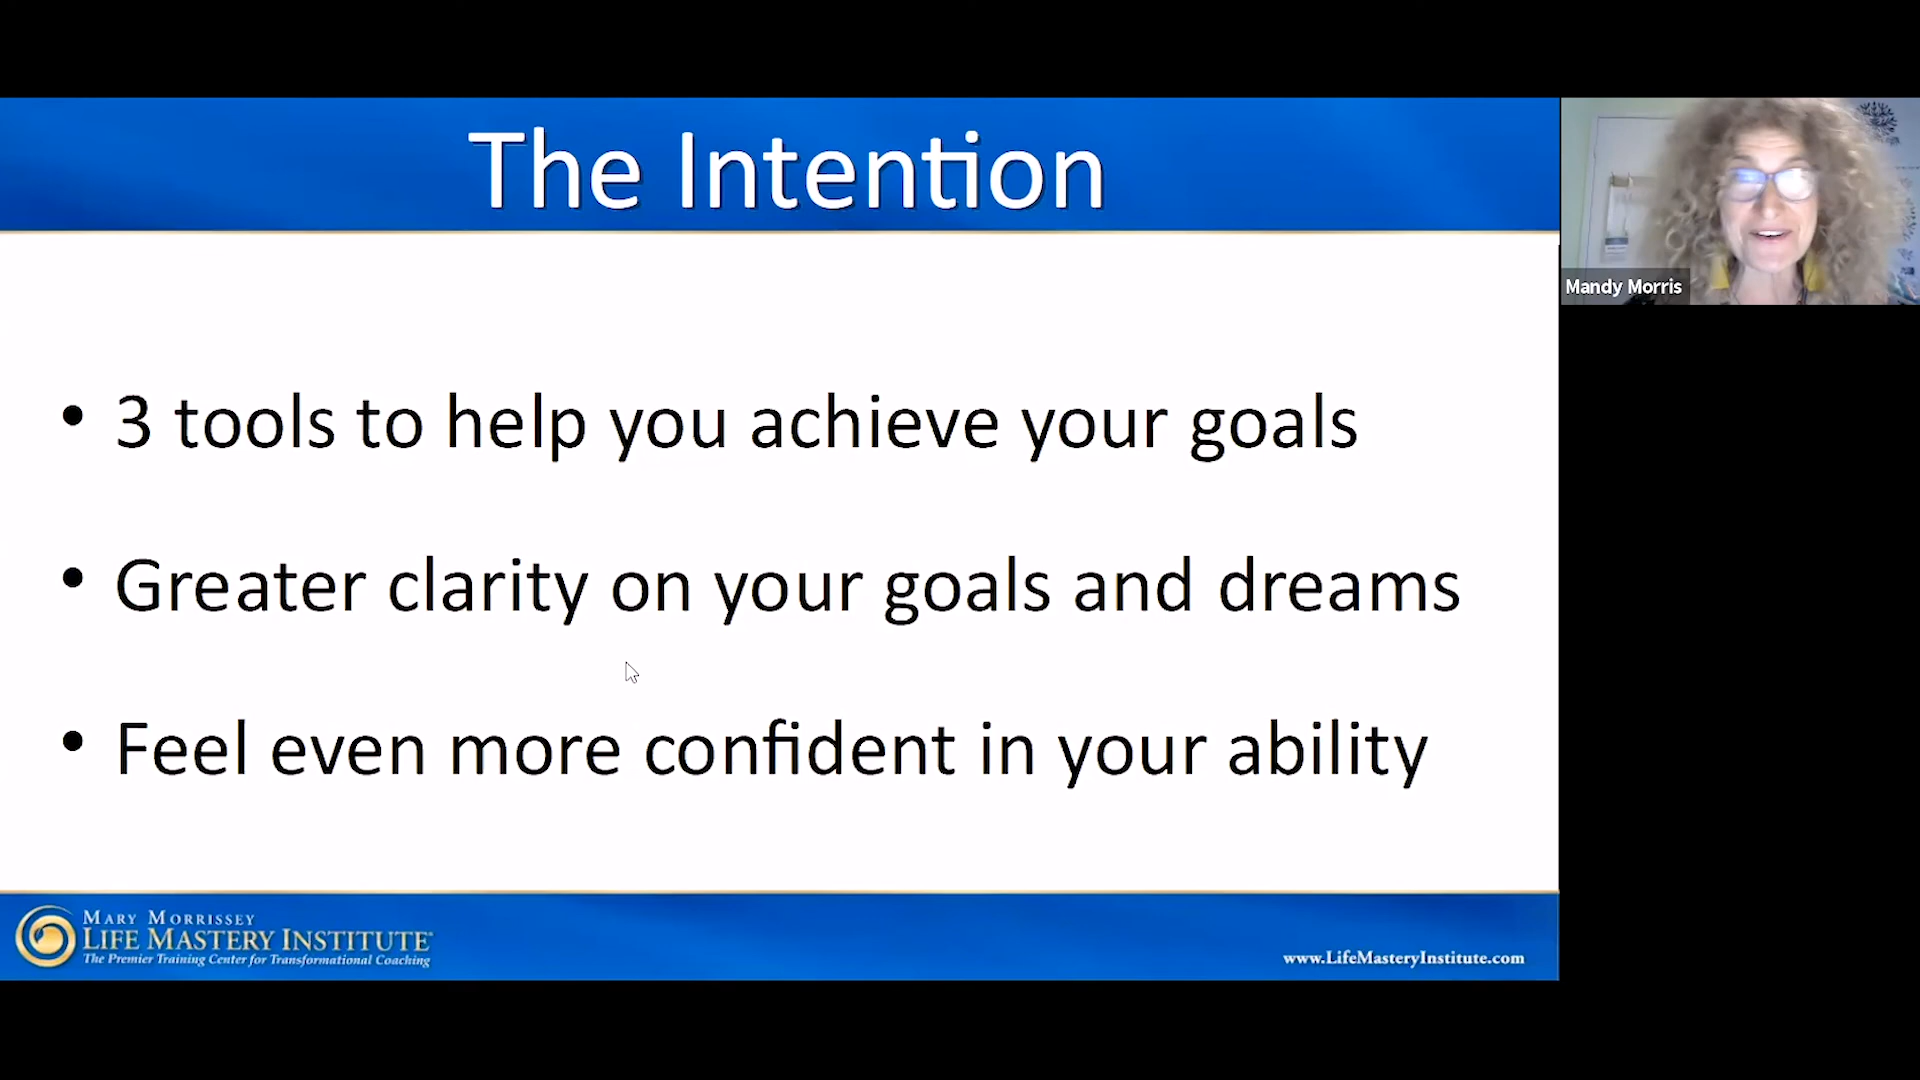 The Intention
• 3 tools to help you achieve your goals
• Greater clarity on your goals and dreams
• Feel even more confident in your ability
Mandy Morris
MARY MORRISSEY
LIFE MASTERY INSTITUTE®
The Premier Training Center for Transformational Coaching
www.LifeMasteryInstitute.com